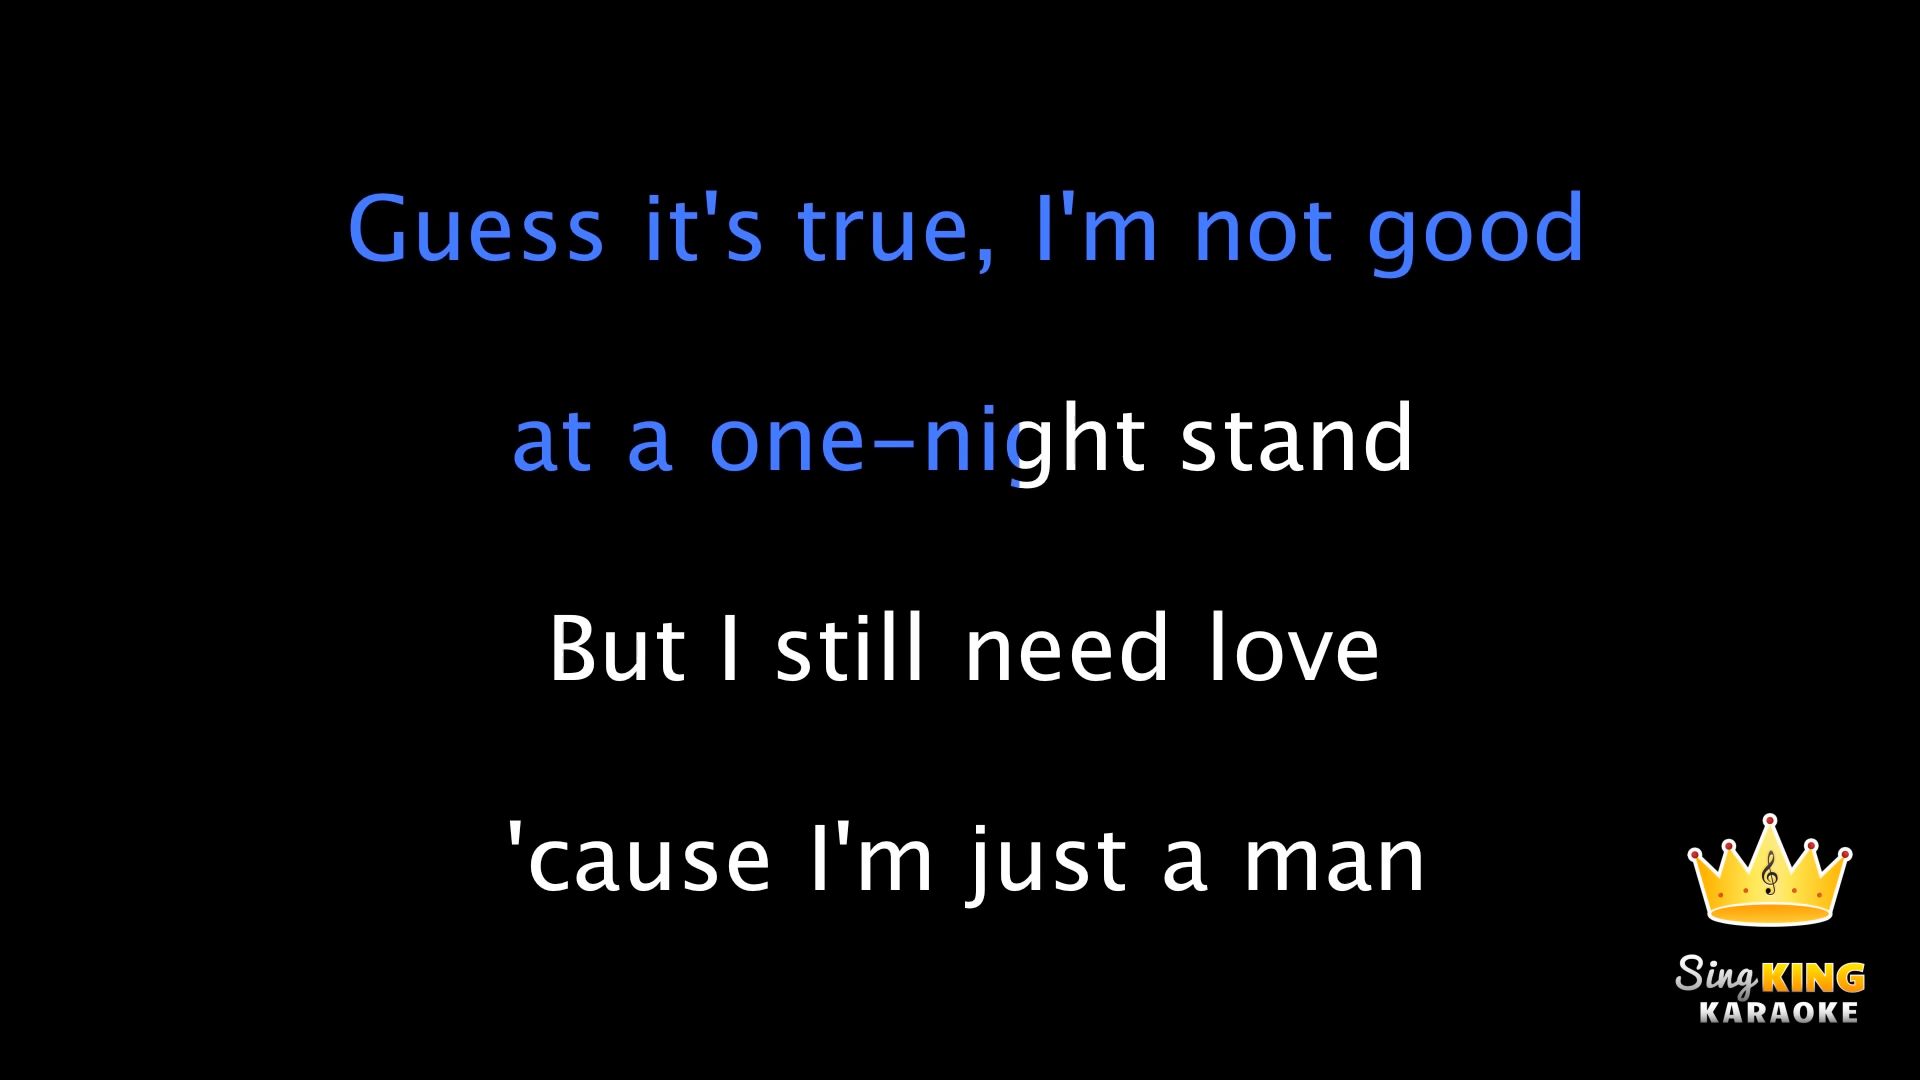 Guess it's true, I'm not good
at a one-night stand
But I still need love
'cause I'm just a man
Sing KING
KARAOKE